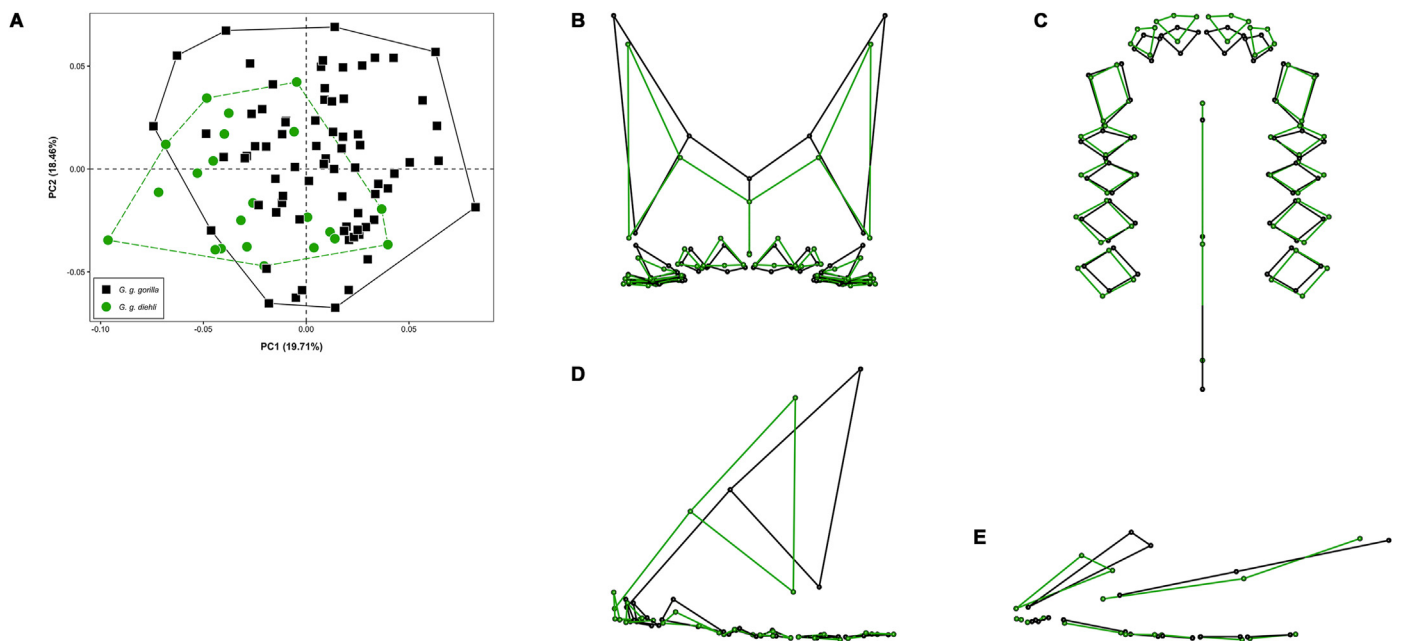 A
B
C
PC2 (18.46%)
0.05
0.00
-0.05
G. g. gorilla
G. g. diehli
-0.10
-0.05
0.00
0.05
PC1 (19.71%)
D
E